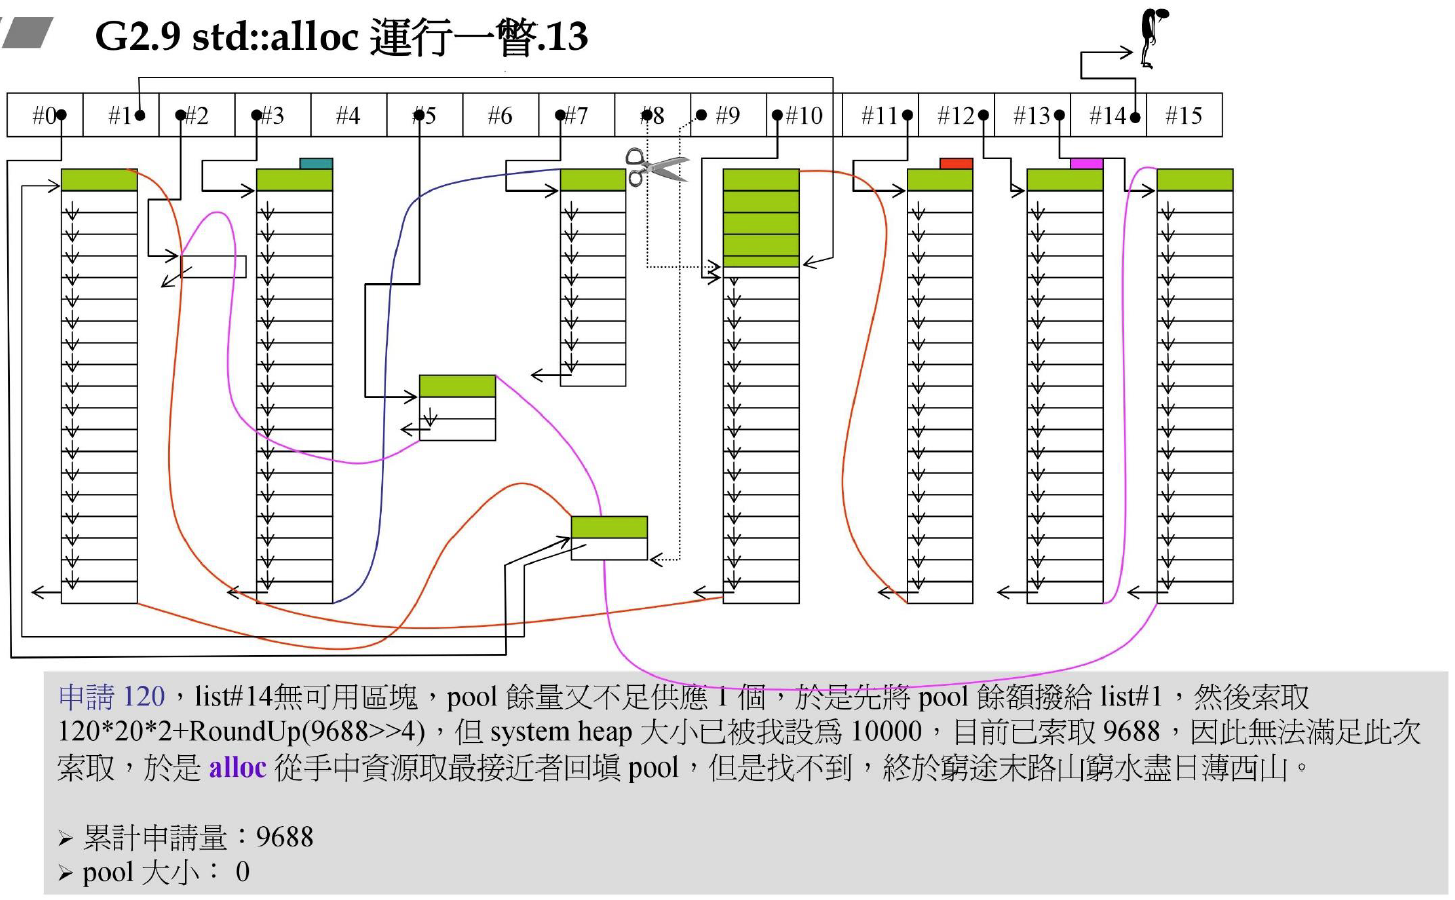 G2.9 std::alloc 運行一瞥.13
#0 #1 #2 #3 #4 #5 #6 #7 #8 #9 #10 #11 #12 #13 #14 #15
申請 120，list#14無可用區塊，pool 餘量又不足供應 1 個，於是先將 pool 餘額撥給 list#1，然後索取
120*20*2+RoundUp(9688>>4)，但 system heap 大小已被我設為 10000，目前已索取 9688，因此無法滿足此次
索取，於是 alloc 從手中資源取最接近者回填 pool，但是找不到，終於窮途末路山窮水盡日薄西山。
➢ 累計申請量：9688
➢ pool 大小： 0